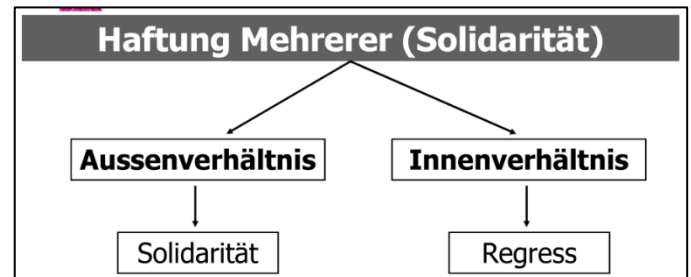 Haftung Mehrerer (Solidarität)
Aussenverhältnis
Innenverhältnis
Solidarität
Regress